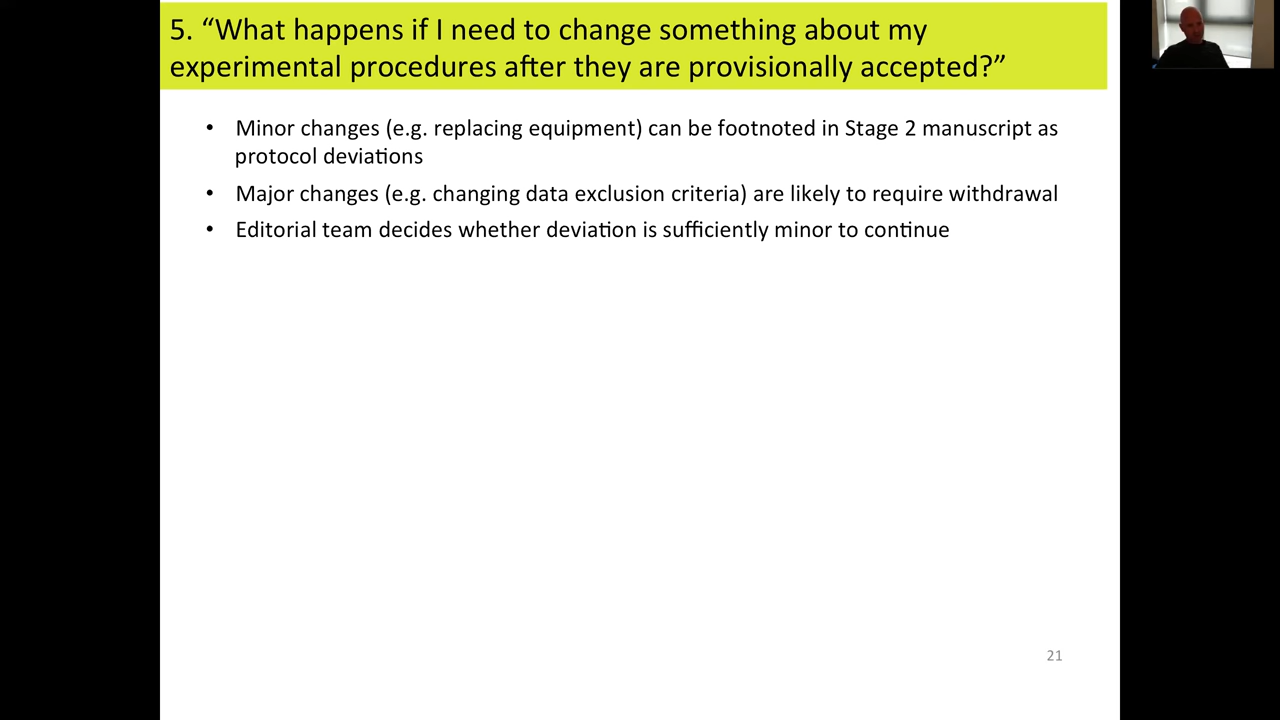 5. “What happens if I need to change something about my
experimental procedures after they are provisionally accepted?”
• Minor changes (e.g. replacing equipment) can be footnoted in Stage 2 manuscript as
protocol deviations
• Major changes (e.g. changing data exclusion criteria) are likely to require withdrawal
• Editorial team decides whether deviation is sufficiently minor to continue
21